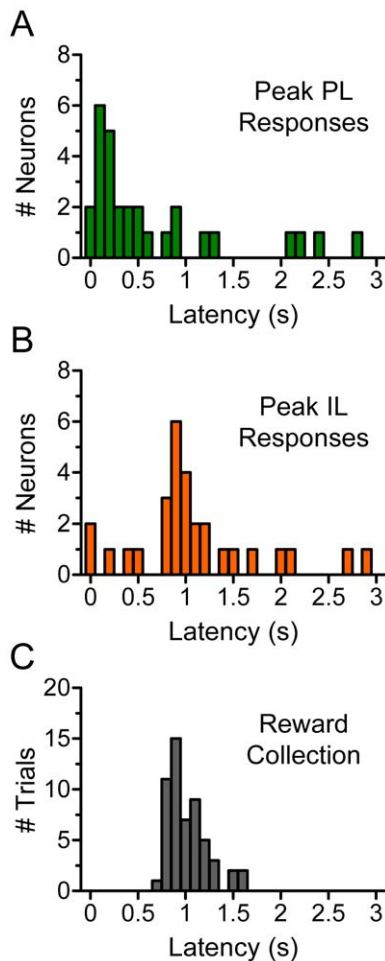 A
8
6
4
2
0
# Neurons
Peak PL
Responses
0 0.5 1 1.5 2 2.5 3
Latency (s)
B
8
6
4
2
0
# Neurons
Peak IL
Responses
0 0.5 1 1.5 2 2.5 3
Latency (s)
C
20
15
10
5
0
# Trials
Reward
Collection
0 0.5 1 1.5 2 2.5 3
Latency (s)